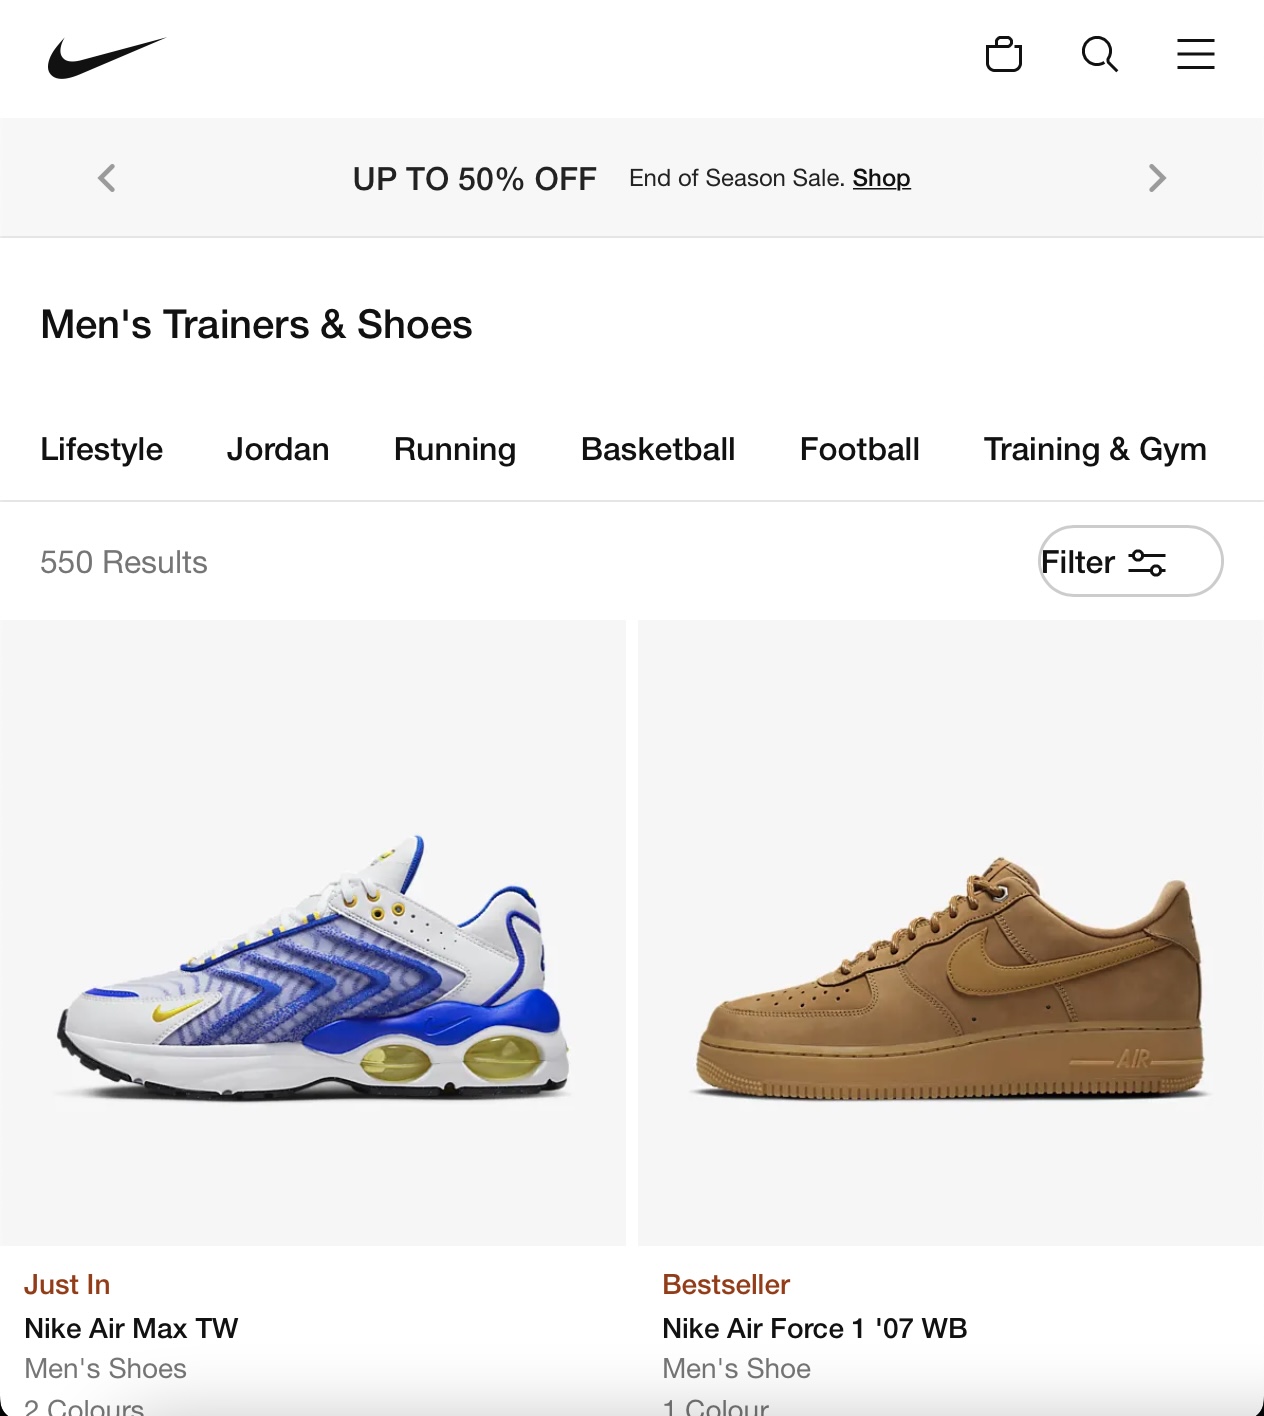 UP TO 50% OFF End of Season Sale. Shop
Men's Trainers & Shoes
Lifestyle Jordan Running Basketball Football Training & Gym
550 Results
Filter
AIR
Just In
Nike Air Max TW
Men's Shoes
2 Colours
Bestseller
Nike Air Force 1 '07 WB
Men's Shoe
1 Colour